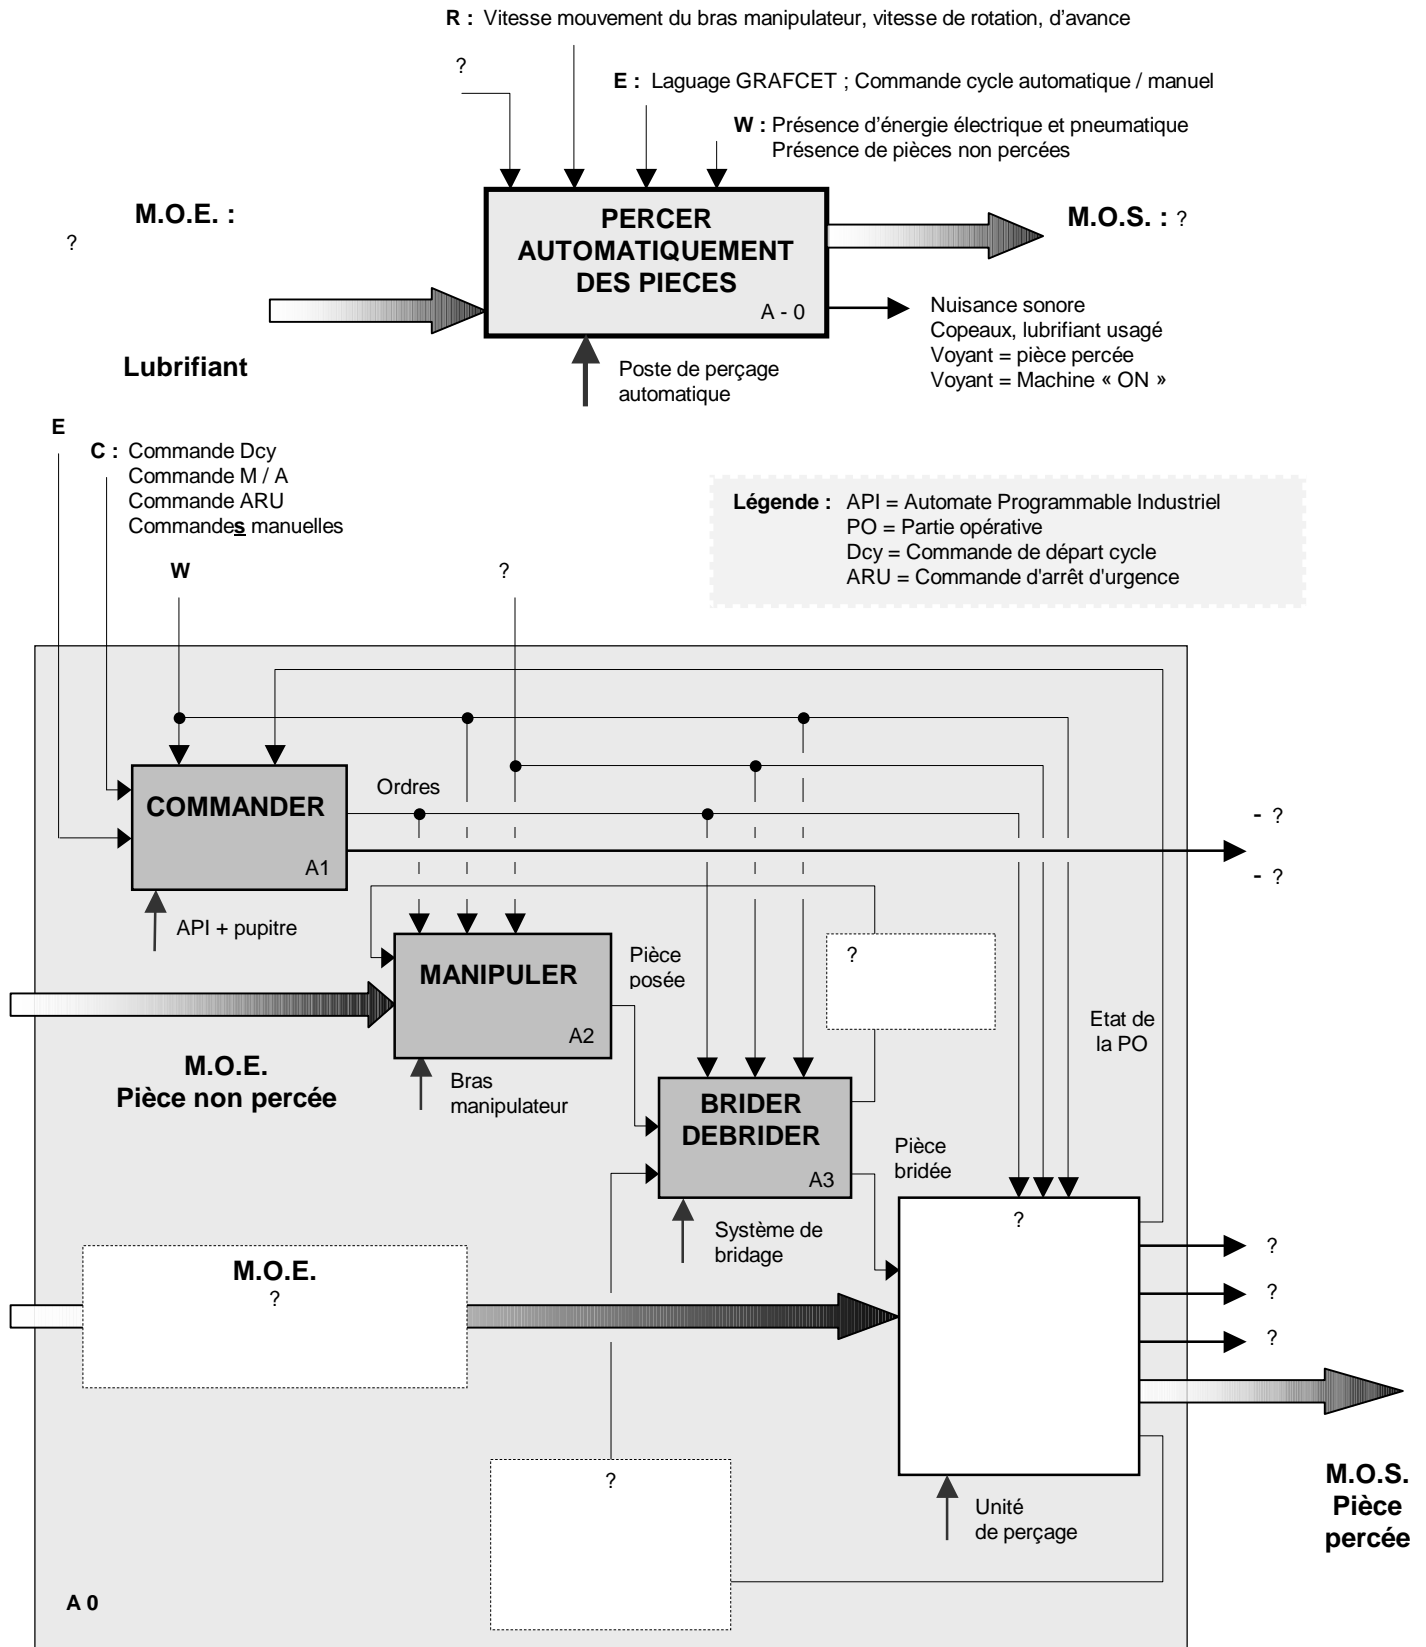 R : Vitesse mouvement du bras manipulateur, vitesse de rotation, d'avance
?
E : Laguage GRAFCET ; Commande cycle automatique / manuel
W : Présence d'énergie électrique et pneumatique
Présence de pièces non percées
M.O.E. :
?
PERCER
AUTOMATIQUEMENT
DES PIECES
A - 0
M.O.S. : ?
Nuisance sonore
Copeaux, lubrifiant usagé
Voyant = pièce percée
Voyant = Machine « ON »
Lubrifiant
Poste de perçage
automatique
E
C : Commande Dcy
Commande M / A
Commande ARU
Commandes manuelles
Légende : API = Automate Programmable Industriel
PO = Partie opérative
Dcy = Commande de départ cycle
ARU = Commande d'arrêt d'urgence
W
?
COMMANDER
A1
Ordres
- ?
- ?
API + pupitre
MANIPULER
A2
Pièce
posée
?
Etat de
la PO
M.O.E.
Pièce non percée
Bras
manipulateur
BRIDER
DEBRIDER
A3
Pièce
bridée
Système de
bridage
?
?
?
?
M.O.E.
?
?
Unité
de perçage
M.O.S.
Pièce
percée
A 0